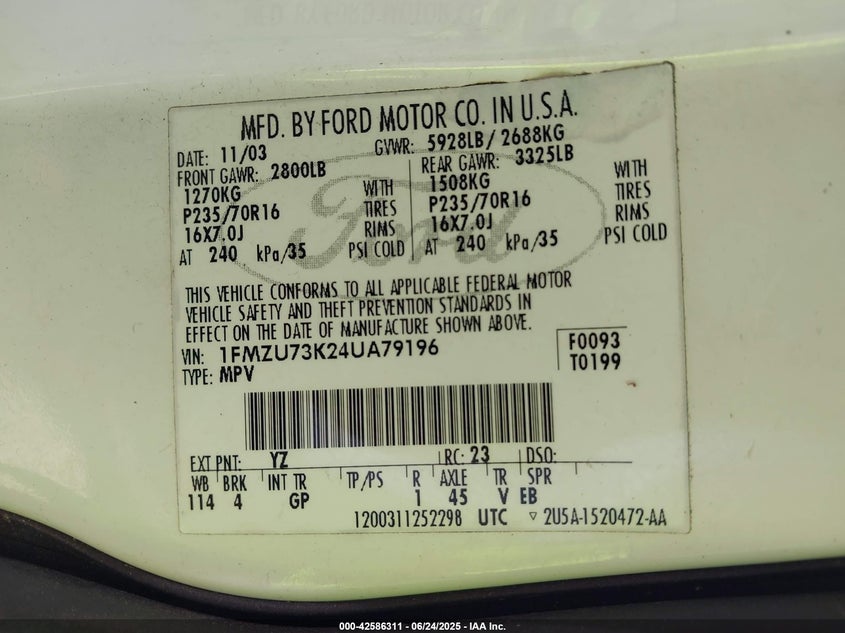 MFD. BY FORD MOTOR CO. IN U.S.A.
DATE: 11/03 GVWR: 5928LB/ 2688KG
FRONT GAWR: 2800LB REAR GAWR: 3325LB
1270KG WITH 1508KG WITH
P235/70R16 TIRES P235/70R16 TIRES
16X7.0J RIMS 16X7.0J RIMS
AT 240 kPa/35 PSI COLD AT 240 kPa/35 PSI COLD
Ford
THIS VEHICLE CONFORMS TO ALL APPLICABLE FEDERAL MOTOR
VEHICLE SAFETY AND THEFT PREVENTION STANDARDS IN
EFFECT ON THE DATE OF MANUFACTURE SHOWN ABOVE.
VIN: 1FMZU73K24UA79196 F0093
TYPE: MPV T0199
EXT PNT: YZ RC: 23 DSO:
WB BRK INT TR TP/PS R AXLE TR SPR
114 4 GP 1 45 V EB
1200311252298 UTC ▿ 2U5A-1520472-AA
000-42586311 | 06/24/2025 - IAA Inc.